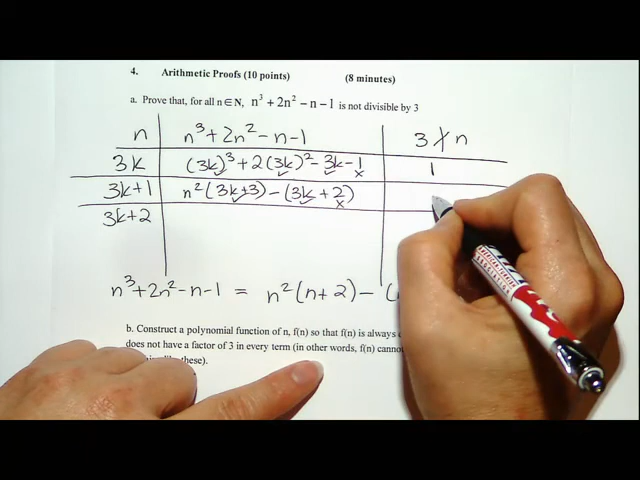 4. Arithmetic Proofs (10 points) (8 minutes)
a. Prove that, for all n∈N, n³ + 2n² − n − 1 is not divisible by 3
n n³+2n²−n−1 3∤n
3k (3k)³+2(3k)²−3k−1 1
3k+1 n²(3k+3)−(3k+2)
3k+2
n³+2n²−n−1 = n²(n+2)−(
b. Construct a polynomial function of n, f(n) so that f(n) is always
does not have a factor of 3 in every term (in other words, f(n) cannot
like these).